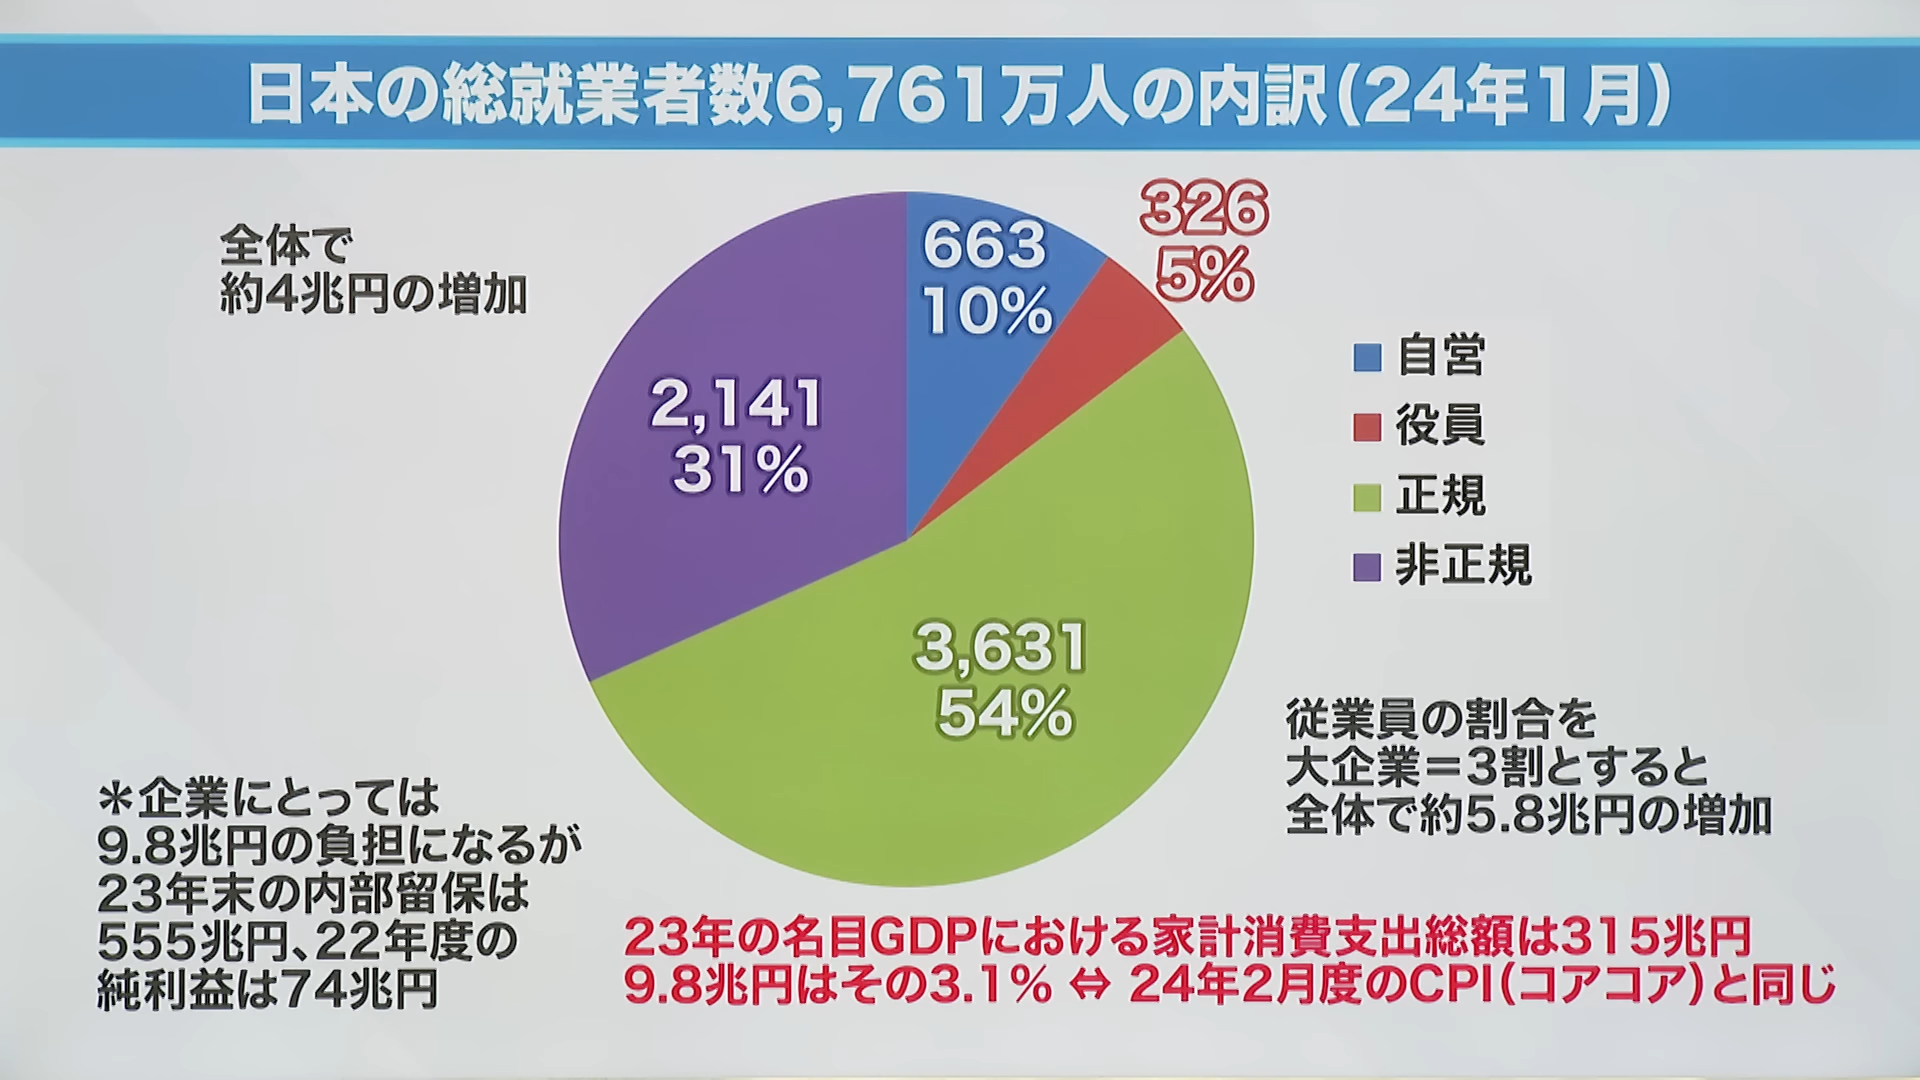 日本の総就業者数6,761万人の内訳(24年1月)
全体で
約4兆円の増加
663
10%
326
5%
2,141
31%
3,631
54%
自営
役員
正規
非正規
従業員の割合を
大企業=3割とすると
全体で約5.8兆円の増加
*企業にとっては
9.8兆円の負担になるが
23年末の内部留保は
555兆円、22年度の
純利益は74兆円
23年の名目GDPにおける家計消費支出総額は315兆円
9.8兆円はその3.1% ⇔ 24年2月度のCPI(コアコア)と同じ